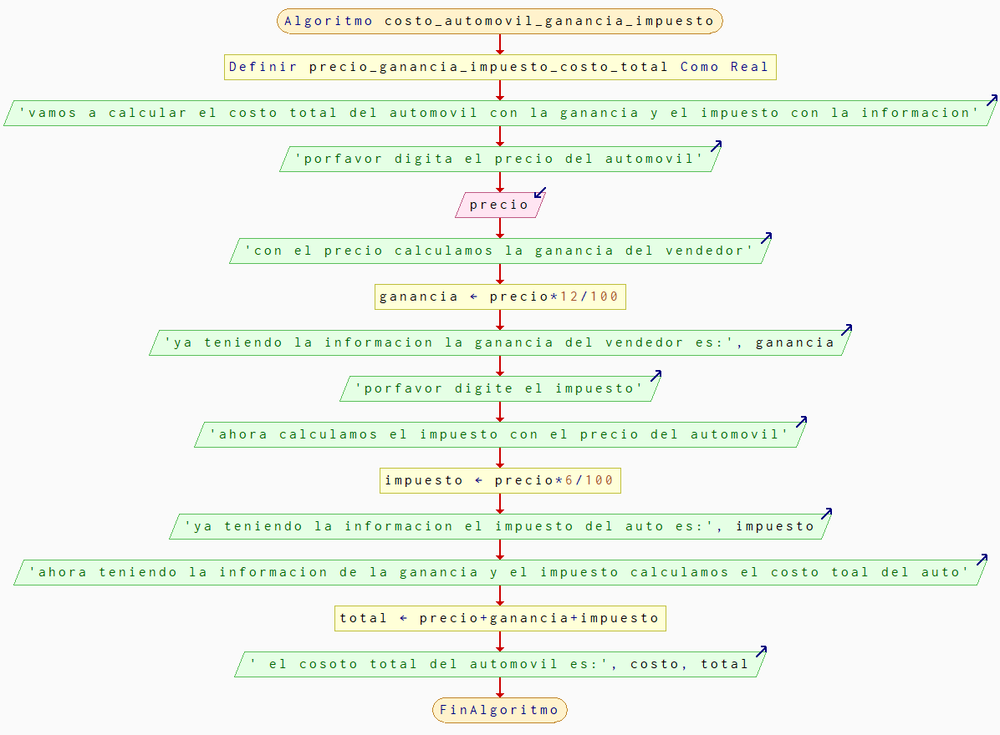 Algoritmo costo_automovil_ganancia_impuesto
Definir precio_ganancia_impuesto_costo_total Como Real
'vamos a calcular el costo total del automovil con la ganancia y el impuesto con la informacion'
'porfavor digita el precio del automovil'
precio
'con el precio calculamos la ganancia del vendedor'
ganancia ← precio*12/100
'ya teniendo la informacion la ganancia del vendedor es:', ganancia
'porfavor digite el impuesto'
'ahora calculamos el impuesto con el precio del automovil'
impuesto ← precio*6/100
'ya teniendo la informacion el impuesto del auto es:', impuesto
'ahora teniendo la informacion de la ganancia y el impuesto calculamos el costo toal del auto'
total ← precio+ganancia+impuesto
' el cosoto total del automovil es:', costo, total
FinAlgoritmo